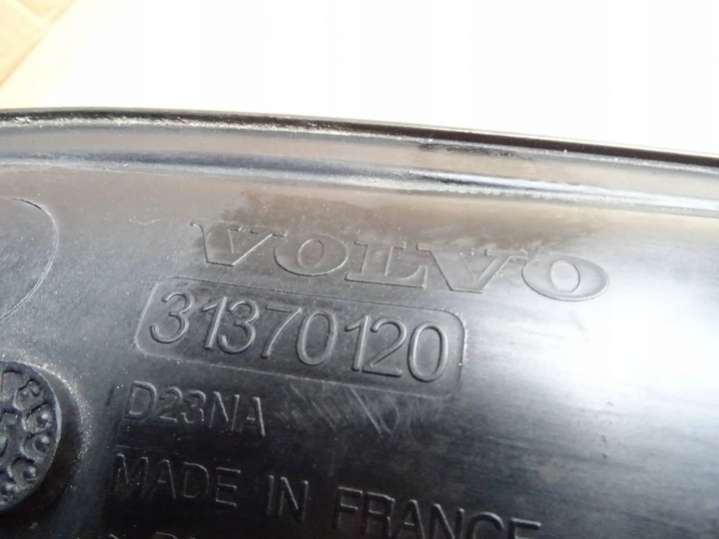 VOLVO
31370120
D23NA
MADE IN FRANCE